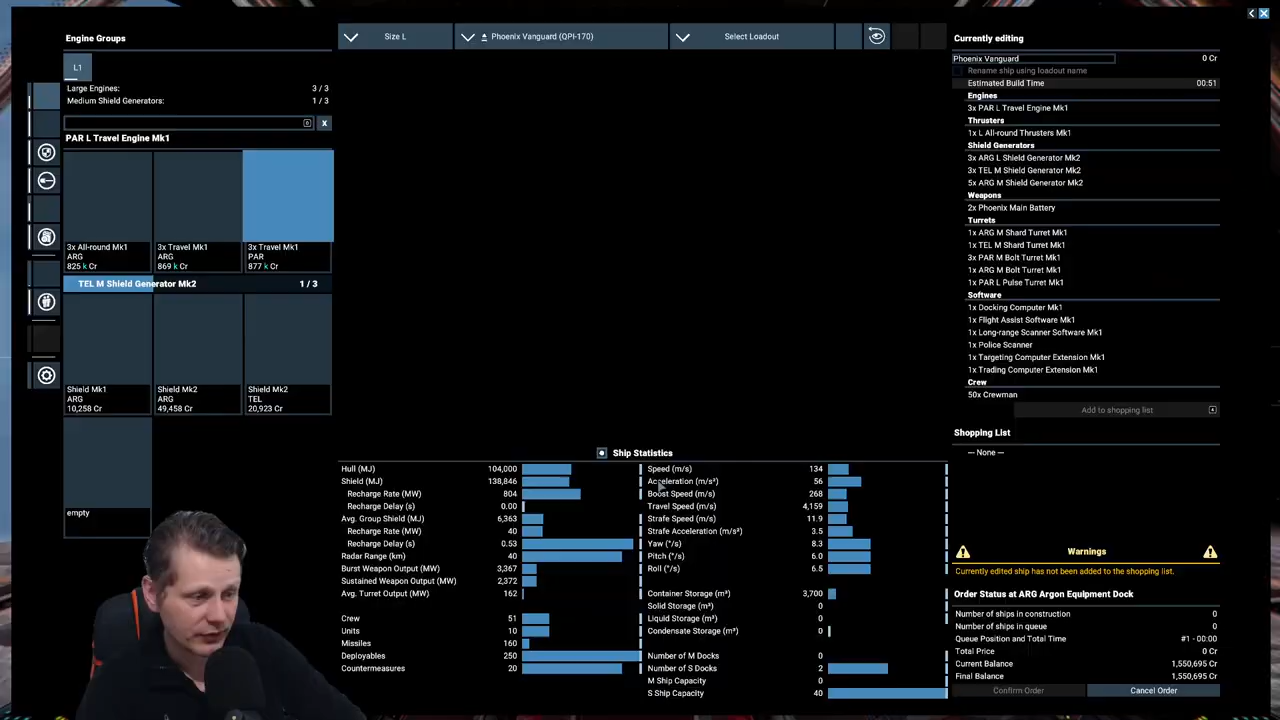 Engine Groups
L1
Large Engines: 3 / 3
Medium Shield Generators: 1 / 3
x
PAR L Travel Engine Mk1
3x All-round Mk1
ARG
825 k Cr
3x Travel Mk1
ARG
869 k Cr
3x Travel Mk1
PAR
877 k Cr
TEL M Shield Generator Mk2 1 / 3
Shield Mk1
ARG
10,258 Cr
Shield Mk2
ARG
49,458 Cr
Shield Mk2
TEL
20,923 Cr
empty
Size L
Phoenix Vanguard (QPI-170)
Select Loadout
Ship Statistics
Hull (MJ) 104,000
Shield (MJ) 138,846
Recharge Rate (MW) 804
Recharge Delay (s) 0.00
Avg. Group Shield (MJ) 6,363
Recharge Rate (MW) 40
Recharge Delay (s) 0.53
Radar Range (km) 40
Burst Weapon Output (MW) 3,367
Sustained Weapon Output (MW) 2,372
Avg. Turret Output (MW) 162
Crew 51
Units 10
Missiles 160
Deployables 250
Countermeasures 20
Speed (m/s) 134
Acceleration (m/s²) 56
Boost Speed (m/s) 268
Travel Speed (m/s) 4,159
Strafe Speed (m/s) 11.9
Strafe Acceleration (m/s²) 3.5
Yaw (°/s) 8.3
Pitch (°/s) 6.0
Roll (°/s) 6.5
Container Storage (m³) 3,700
Solid Storage (m³) 0
Liquid Storage (m³) 0
Condensate Storage (m³) 0
Number of M Docks 0
Number of S Docks 2
M Ship Capacity 0
S Ship Capacity 40
Currently editing
Phoenix Vanguard 0 Cr
Rename ship using loadout name
Estimated Build Time 00:51
Engines
3x PAR L Travel Engine Mk1
Thrusters
1x L All-round Thrusters Mk1
Shield Generators
3x ARG L Shield Generator Mk2
3x TEL M Shield Generator Mk2
5x ARG M Shield Generator Mk2
Weapons
2x Phoenix Main Battery
Turrets
1x ARG M Shard Turret Mk1
1x TEL M Shard Turret Mk1
3x PAR M Bolt Turret Mk1
1x ARG M Bolt Turret Mk1
1x PAR L Pulse Turret Mk1
Software
1x Docking Computer Mk1
1x Flight Assist Software Mk1
1x Long-range Scanner Software Mk1
1x Police Scanner
1x Targeting Computer Extension Mk1
1x Trading Computer Extension Mk1
Crew
50x Crewman
Add to shopping list
Shopping List
— None —
Warnings
Currently edited ship has not been added to the shopping list.
Order Status at ARG Argon Equipment Dock
Number of ships in construction 0
Number of ships in queue 0
Queue Position and Total Time #1 - 00:00
Total Price 0 Cr
Current Balance 1,550,695 Cr
Final Balance 1,550,695 Cr
Confirm Order
Cancel Order